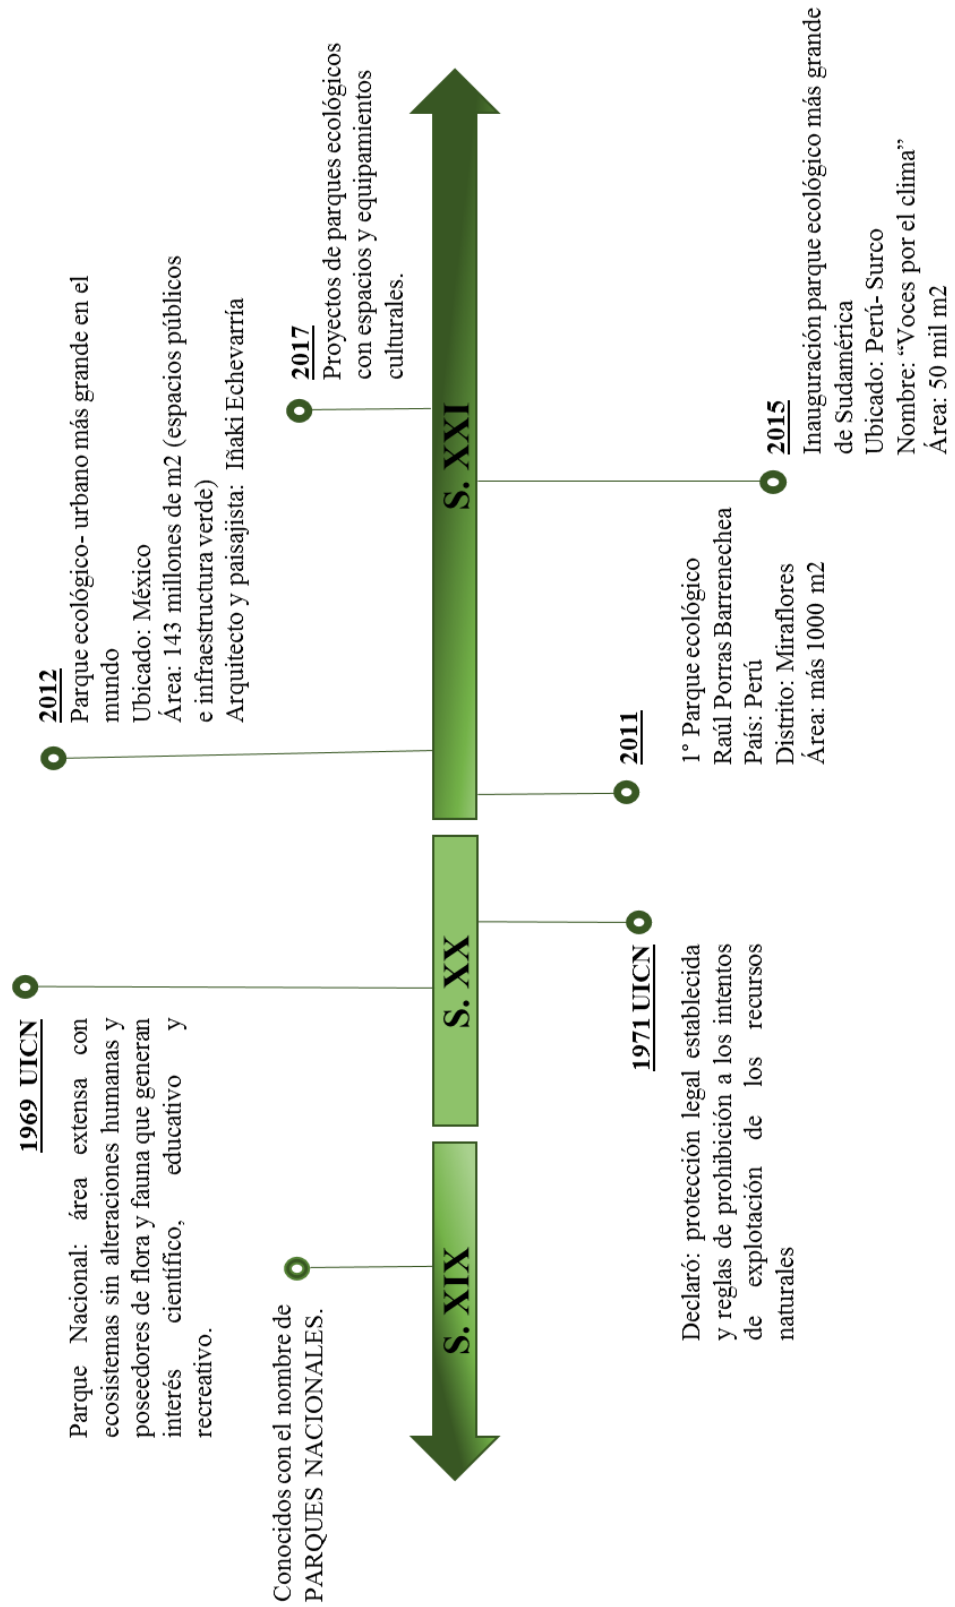 Conocidos con el nombre de
PARQUES NACIONALES.
S. XIX
1969 UICN
Parque Nacional: área extensa con
ecosistemas sin alteraciones humanas y
poseedores de flora y fauna que generan
interés científico, educativo y
recreativo.
S. XX
1971 UICN
Declaró: protección legal establecida
y reglas de prohibición a los intentos
de explotación de los recursos
naturales
2011
1° Parque ecológico
Raúl Porras Barrenechea
País: Perú
Distrito: Miraflores
Área: más 1000 m2
2012
Parque ecológico- urbano más grande en el
mundo
Ubicado: México
Área: 143 millones de m2 (espacios públicos
e infraestructura verde)
Arquitecto y paisajista: Iñaki Echevarría
S. XXI
2015
Inauguración parque ecológico más grande
de Sudamérica
Ubicado: Perú- Surco
Nombre: “Voces por el clima”
Área: 50 mil m2
2017
Proyectos de parques ecológicos
con espacios y equipamientos
culturales.